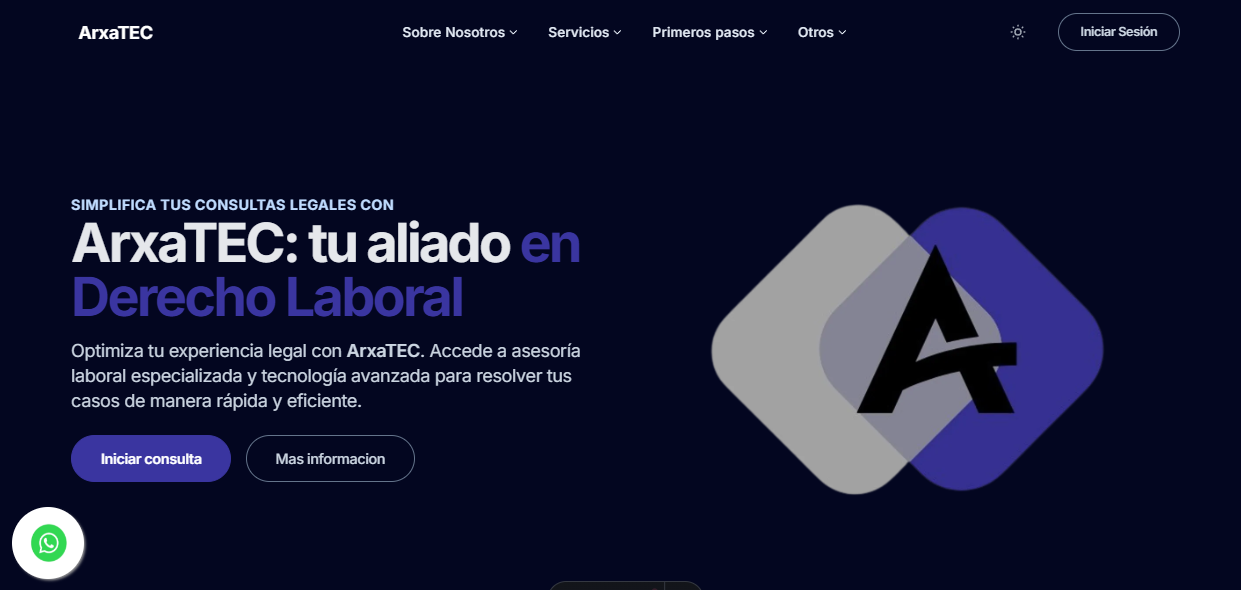 ArxaTEC
Sobre Nosotros
Servicios
Primeros pasos
Otros
Iniciar Sesión
SIMPLIFICA TUS CONSULTAS LEGALES CON
ArxaTEC: tu aliado en
Derecho Laboral
Optimiza tu experiencia legal con ArxaTEC. Accede a asesoría
laboral especializada y tecnología avanzada para resolver tus
casos de manera rápida y eficiente.
Iniciar consulta
Mas informacion
A